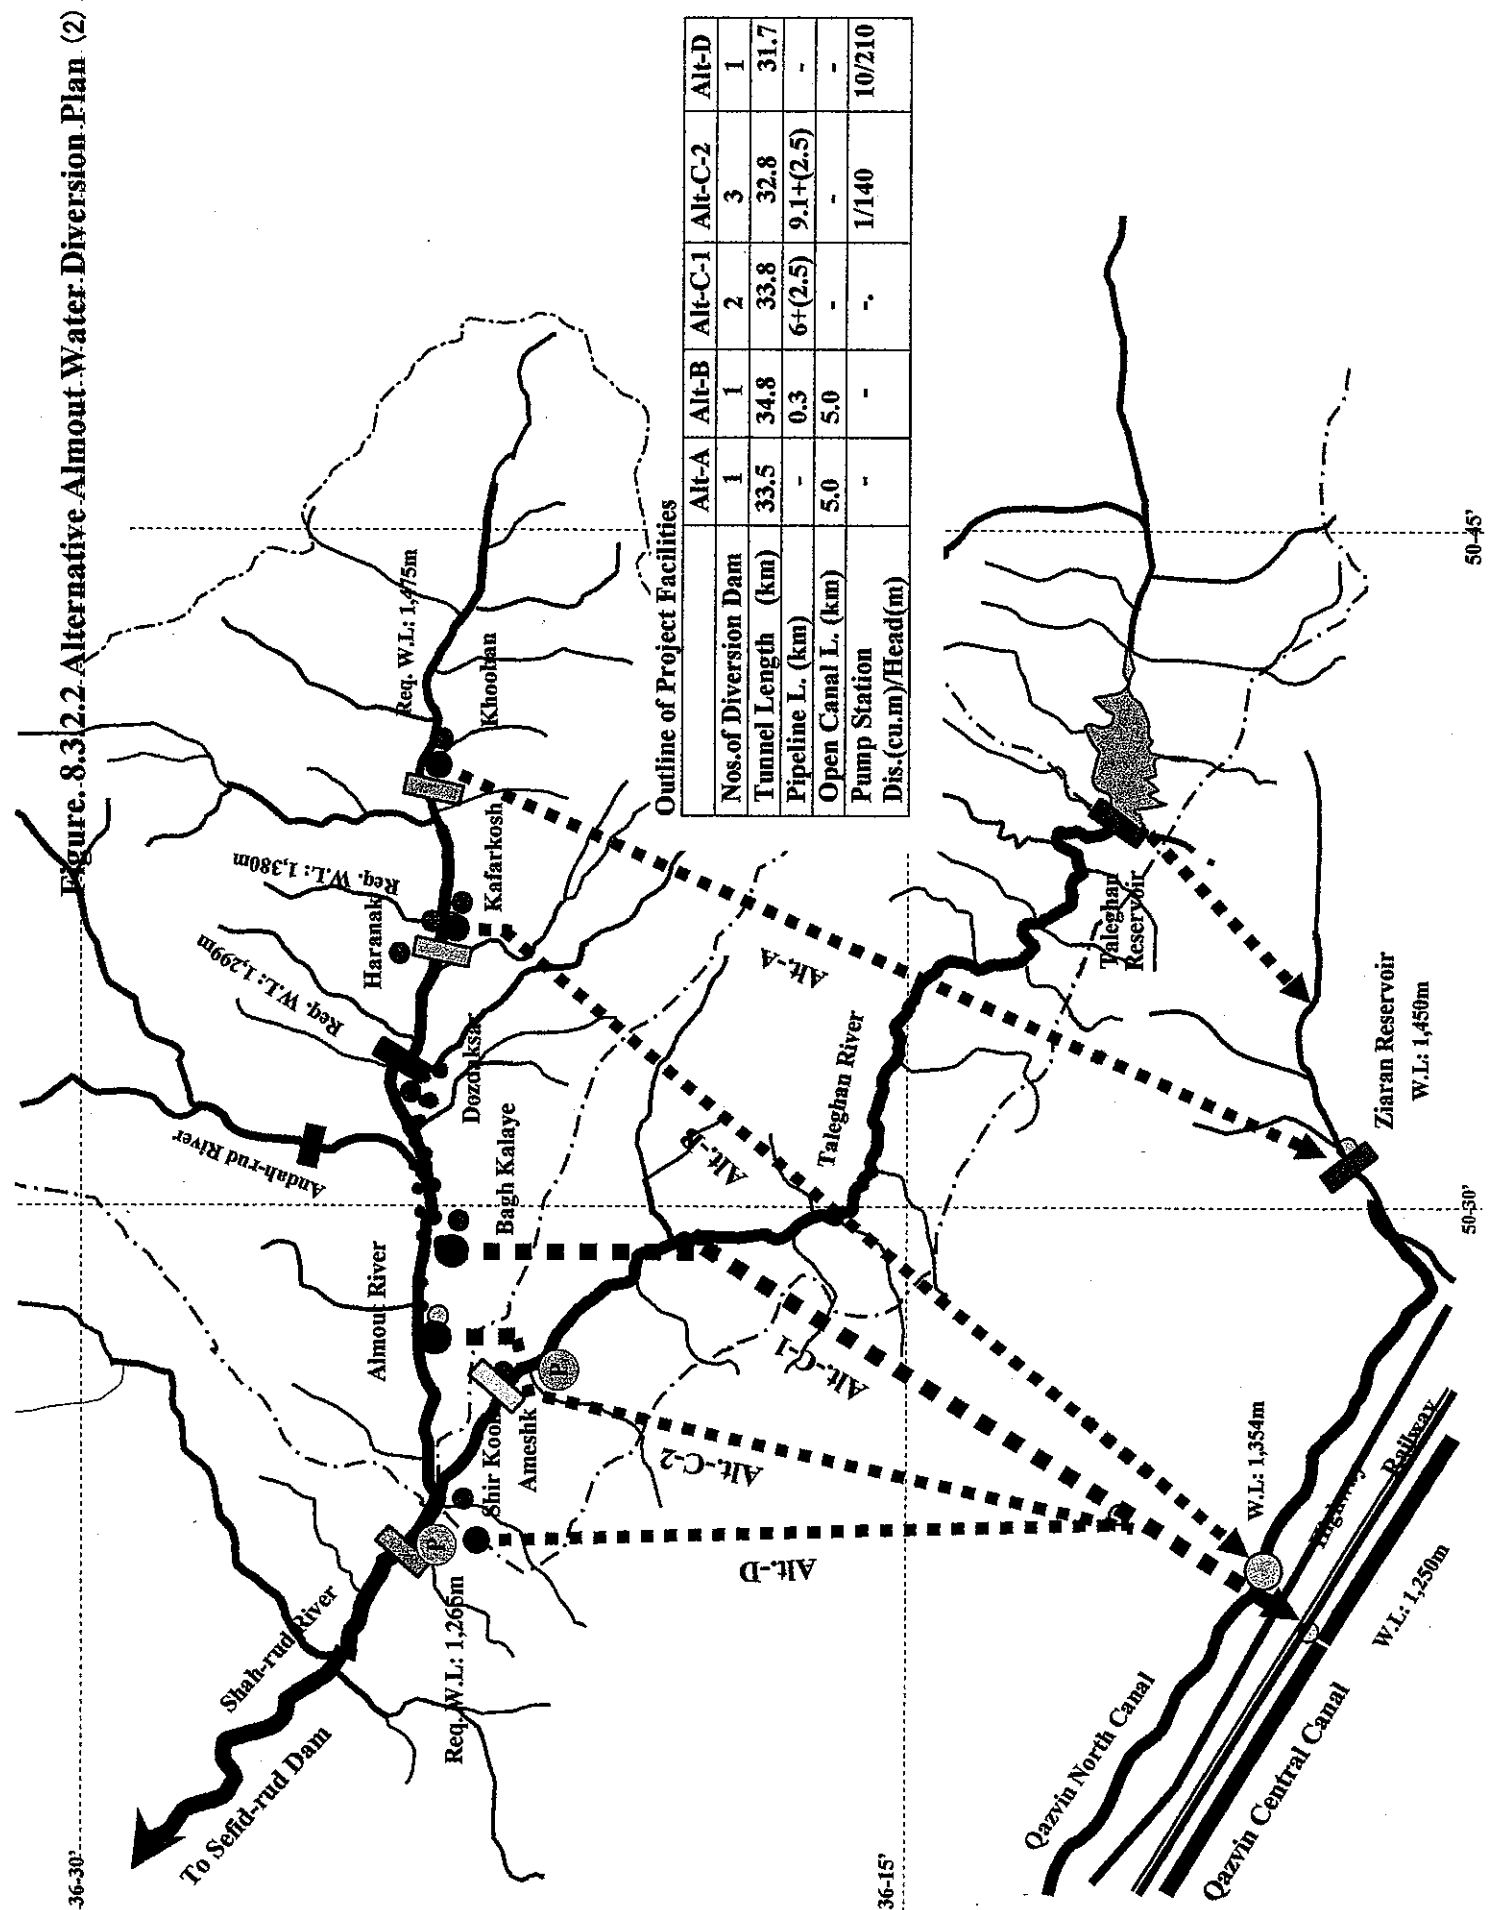 Figure. 8.3.2.2 Alternative Almout Water Diversion Plan (2)
36-30'
36-15'
50-45'
50-30'
To Sefid-rud Dam
Shah-rud River
Req. W.L: 1,265m
Shir Kooh
Ameshk
Almout River
Bagh Kalaye
Andah-rud River
Dozdaksar
Req. W.L: 1,299m
Haranak
Req. W.L: 1,380m
Kafarkosh
Khooban
Req. W.L: 1,475m
P
P
Alt.-D
Alt.-C-2
Alt.-C-1
Alt.-B
Alt.-A
Taleghan River
Taleghan
Reservoir
Ziaran Reservoir
W.L: 1,450m
W.L: 1,354m
Highway
Railway
W.L: 1,250m
Qazvin North Canal
Qazvin Central Canal
Outline of Project Facilities
Alt-A Alt-B Alt-C-1 Alt-C-2 Alt-D
Nos.of Diversion Dam 1 1 2 3 1
Tunnel Length (km) 33.5 34.8 33.8 32.8 31.7
Pipeline L. (km) - 0.3 6+(2.5) 9.1+(2.5) -
Open Canal L. (km) 5.0 5.0 - - -
Pump Station - - -. 1/140 10/210
Dis.(cu.m)/Head(m)